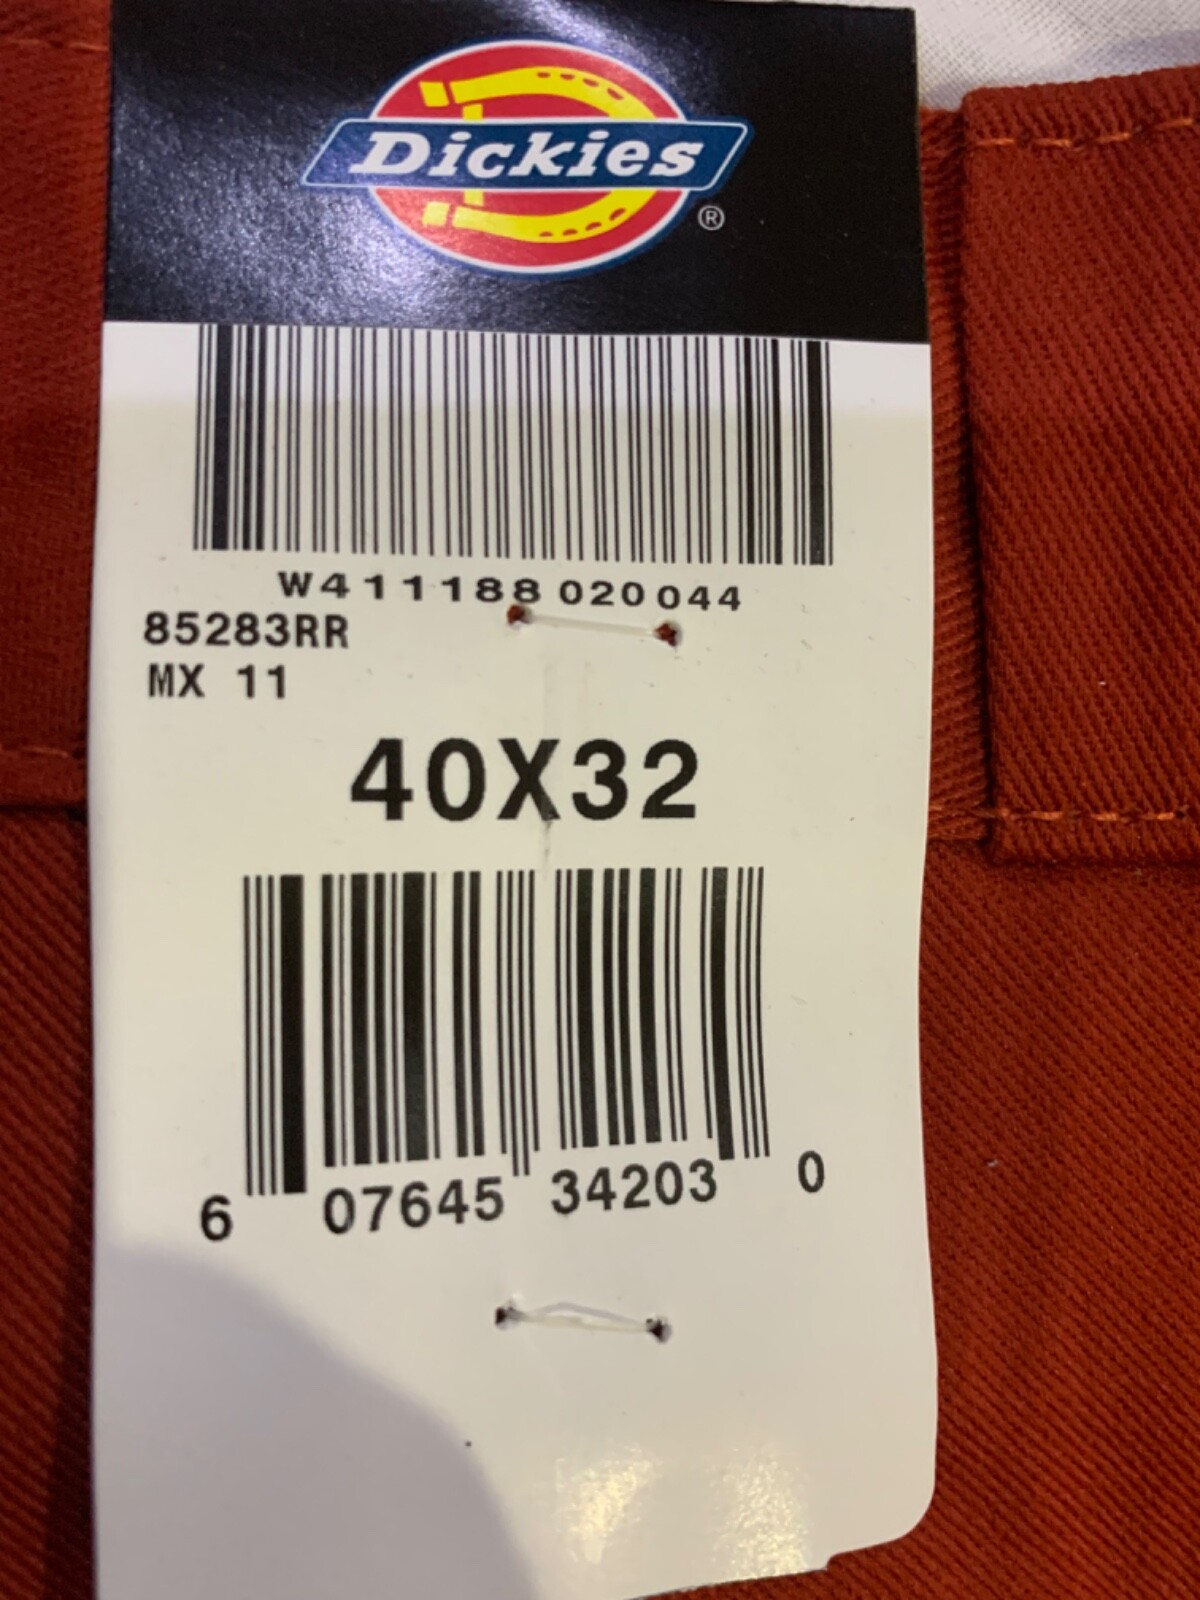 Dickies
®
W411188020044
85283RR
MX 11
40X32
6 07645 34203 0